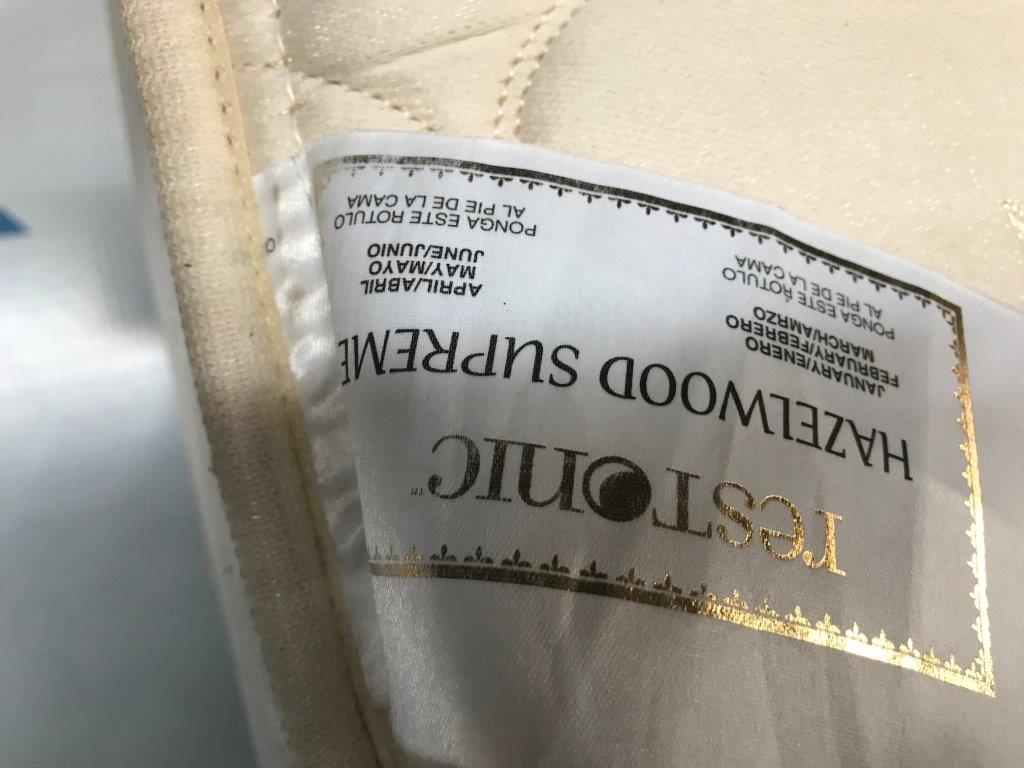 resTonic™
HAZELWOOD SUPREME
JANUARY/ENERO
FEBRUARY/FEBRERO
MARCH/AMRZO
PONGA ESTE ROTULO
AL PIE DE LA CAMA
APRIL/ABRIL
MAY/MAYO
JUNE/JUNIO
PONGA ESTE ROTULO
AL PIE DE LA CAMA